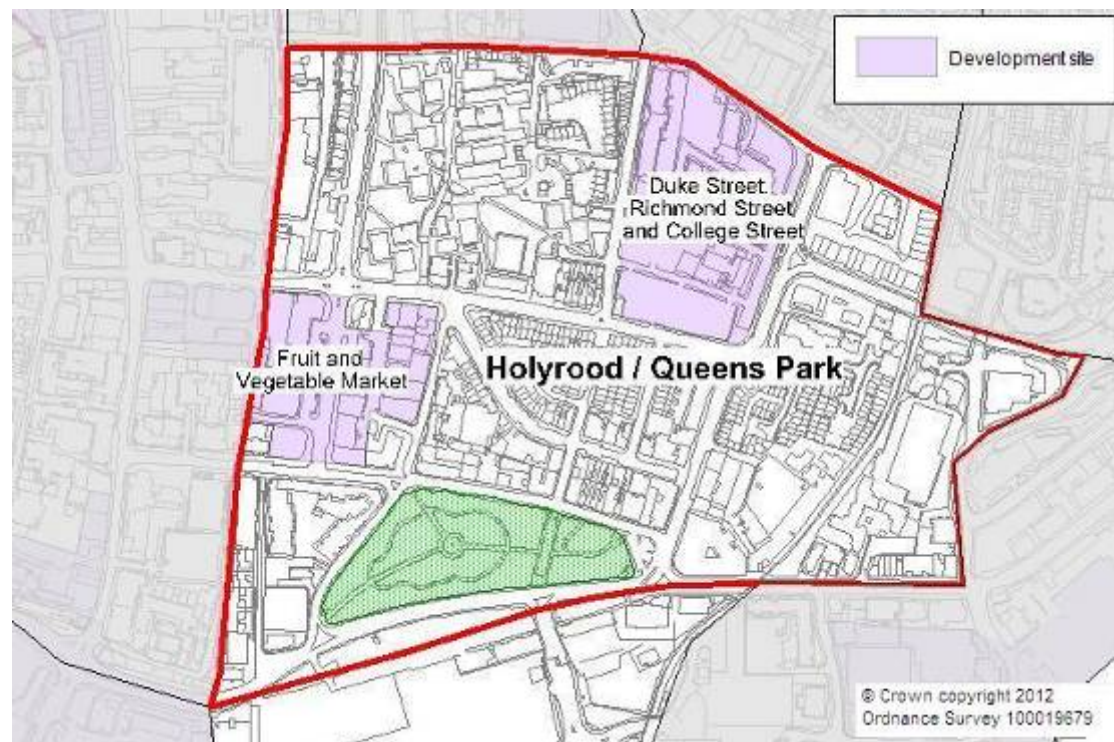 Development site
Duke Street,
Richmond Street
and College Street
Fruit and
Vegetable Market
Holyrood / Queens Park
© Crown copyright 2012
Ordnance Survey 100019679